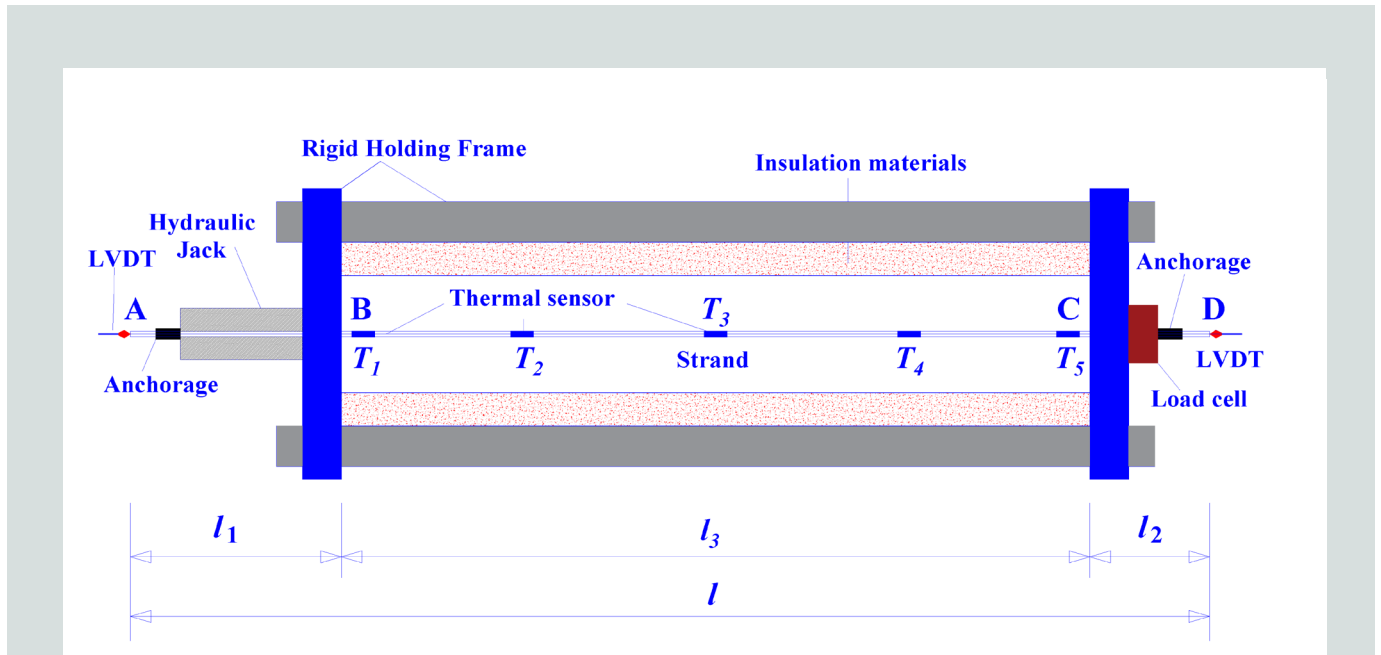 Rigid Holding Frame
Insulation materials
Hydraulic
Jack
LVDT
Anchorage
A
B
Thermal sensor
T3
C
D
T1
T2
Strand
T4
T5
LVDT
Anchorage
Load cell
l1
l3
l2
l